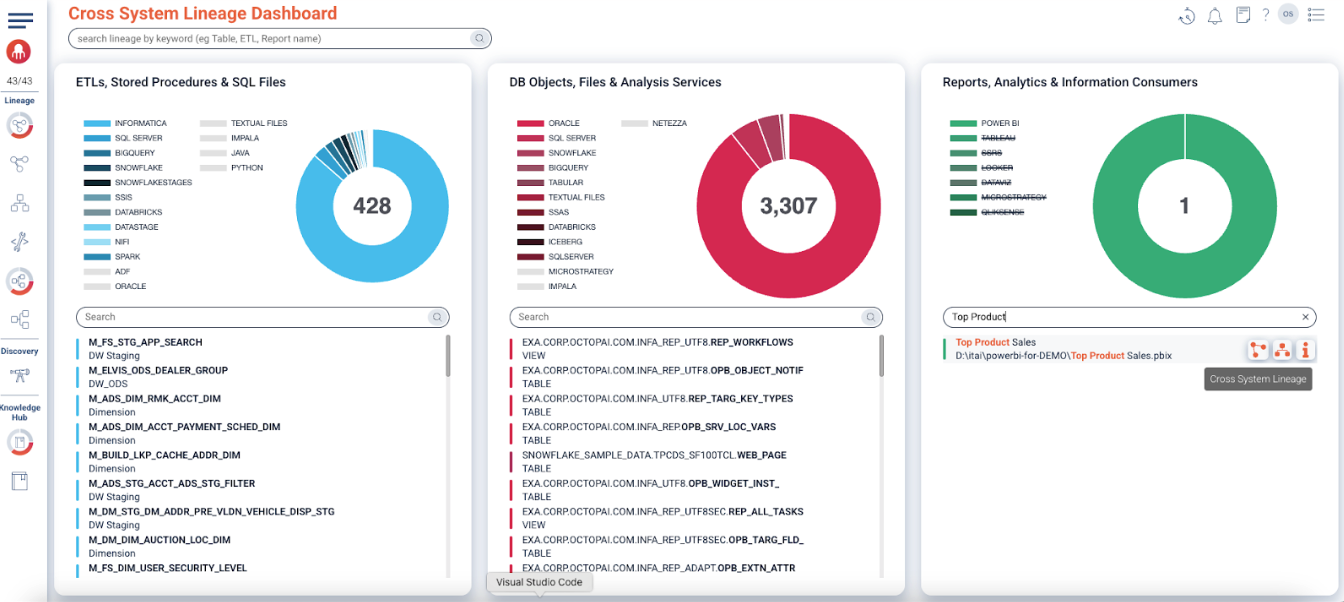 Cross System Lineage Dashboard
search lineage by keyword (eg Table, ETL, Report name)
OS
43/43
Lineage
Discovery
Knowledge
Hub
ETLs, Stored Procedures & SQL Files
INFORMATICA
SQL SERVER
BIGQUERY
SNOWFLAKE
SNOWFLAKESTAGES
SSIS
DATABRICKS
DATASTAGE
NIFI
SPARK
ADF
ORACLE
TEXTUAL FILES
IMPALA
JAVA
PYTHON
428
Search
M_FS_STG_APP_SEARCH
DW Staging
M_ELVIS_ODS_DEALER_GROUP
DW_ODS
M_ADS_DIM_RMK_ACCT_DIM
Dimension
M_ADS_DIM_ACCT_PAYMENT_SCHED_DIM
Dimension
M_BUILD_LKP_CACHE_ADDR_DIM
Dimension
M_ADS_STG_ACCT_ADS_STG_FILTER
DW Staging
M_DM_STG_DM_ADDR_PRE_VLDN_VEHICLE_DISP_STG
DW Staging
M_DM_DIM_AUCTION_LOC_DIM
Dimension
M_FS_DIM_USER_SECURITY_LEVEL
DB Objects, Files & Analysis Services
ORACLE
SQL SERVER
SNOWFLAKE
BIGQUERY
TABULAR
TEXTUAL FILES
SSAS
DATABRICKS
ICEBERG
SQLSERVER
MICROSTRATEGY
IMPALA
NETEZZA
3,307
Search
EXA.CORP.OCTOPAI.COM.INFA_REP_UTF8.REP_WORKFLOWS
VIEW
EXA.CORP.OCTOPAI.COM.INFA_REP_UTF8.OPB_OBJECT_NOTIF
TABLE
EXA.CORP.OCTOPAI.COM.INFA_REP_UTF8.REP_TARG_KEY_TYPES
TABLE
EXA.CORP.OCTOPAI.COM.INFA_REP.OPB_SRV_LOC_VARS
TABLE
SNOWFLAKE_SAMPLE_DATA.TPCDS_SF100TCL.WEB_PAGE
TABLE
EXA.CORP.OCTOPAI.COM.INFA_REP_UTF8.OPB_WIDGET_INST_
TABLE
EXA.CORP.OCTOPAI.COM.INFA_REP_UTF8SEC.REP_ALL_TASKS
VIEW
EXA.CORP.OCTOPAI.COM.INFA_REP_UTF8SEC.OPB_TARG_FLD_
TABLE
EXA.CORP.OCTOPAI.COM.INFA_REP_ADAPT.OPB_EXTN_ATTR
Visual Studio Code
Reports, Analytics & Information Consumers
POWER BI
TABLEAU
SSRS
LOOKER
DATAVIZ
MICROSTRATEGY
QLIKSENSE
1
Top Product
Top Product Sales
D:\itai\powerbi-for-DEMO\Top Product Sales.pbix
Cross System Lineage